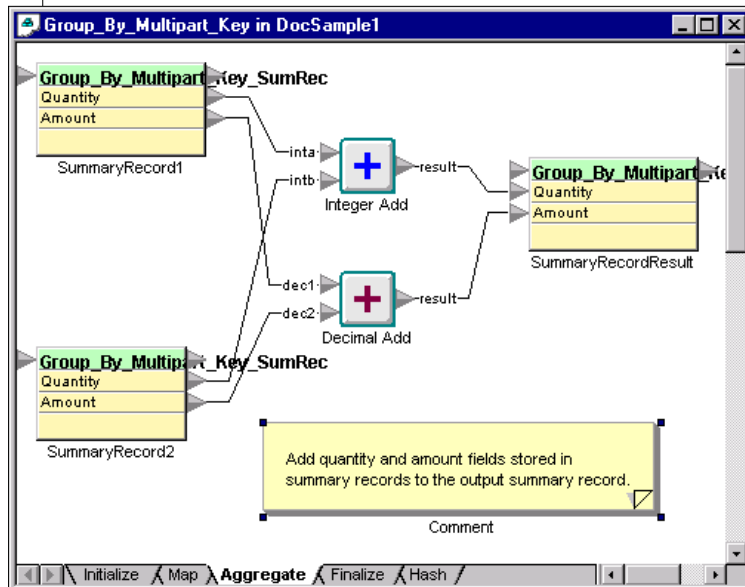 Group_By_Multipart_Key in DocSample1
Group_By_Multipart_Key_SumRec
Quantity
Amount
SummaryRecord1
inta
intb
result
Integer Add
Group_By_Multipart_Ke
Quantity
Amount
SummaryRecordResult
dec1
dec2
result
Decimal Add
Group_By_Multipart_Key_SumRec
Quantity
Amount
SummaryRecord2
Add quantity and amount fields stored in
summary records to the output summary record.
Comment
Initialize Map Aggregate Finalize Hash